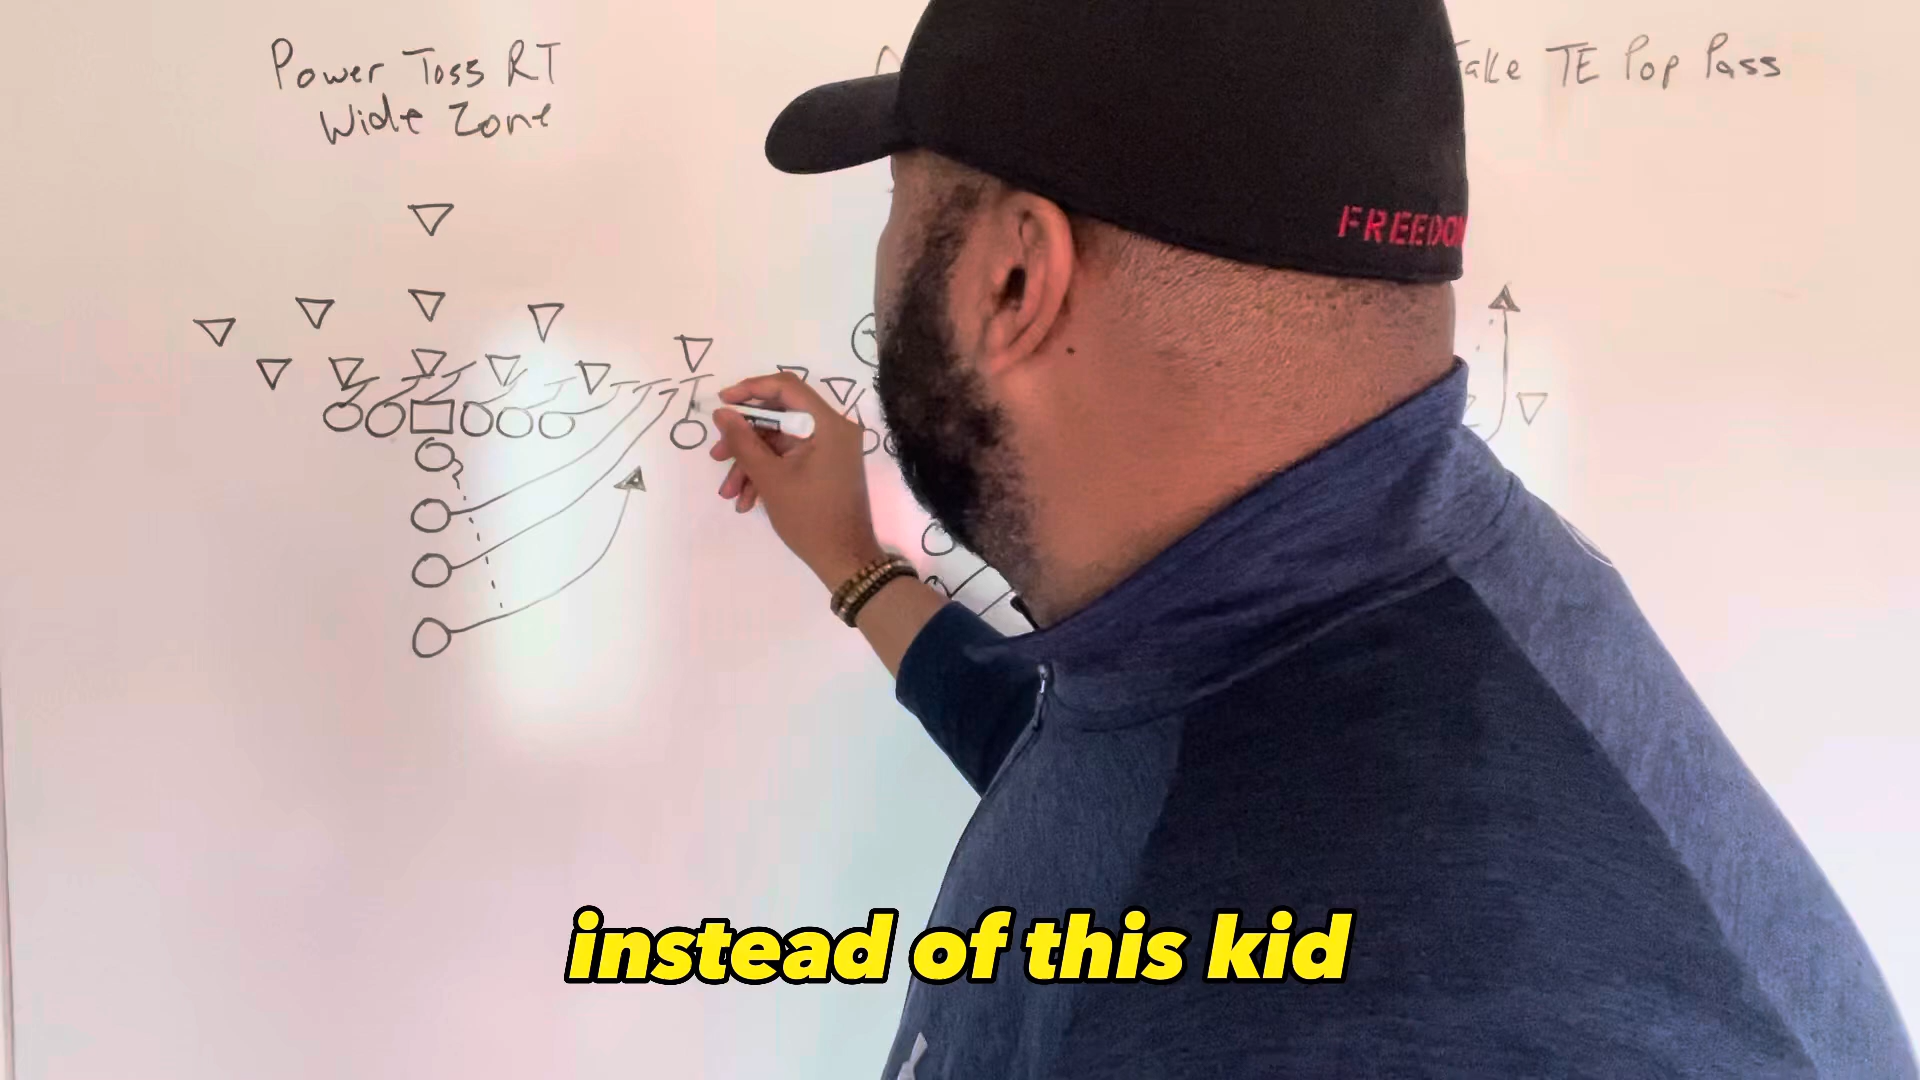 Power Toss RT
Wide Zone
Fake TE Pop Pass
FREEDOM
instead of this kid